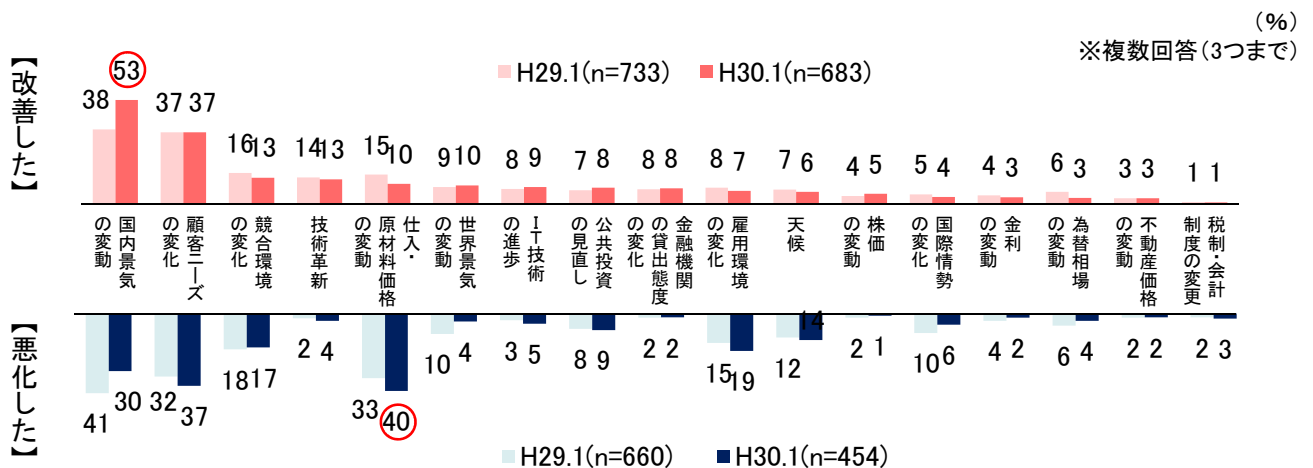 (%)
※複数回答(3つまで)
【改善した】
H29.1(n=733) H30.1(n=683)
38 53 37 37 16 13 14 13 15 10 9 10 8 9 7 8 8 8 8 7 7 6 4 5 5 4 4 3 6 3 3 3 1 1
国内景気
の変動
顧客ニーズ
の変化
競合環境
の変化
技術革新
仕入・
原材料価格
の変動
世界景気
の変動
IT技術
の進歩
公共投資
の見直し
金融機関
の貸出態度
の変化
雇用環境
の変化
天候
株価
の変動
国際情勢
の変化
金利
の変動
為替相場
の変動
不動産価格
の変動
税制・会計
制度の変更
【悪化した】
41 30 32 37 18 17 2 4 33 40 10 4 3 5 8 9 2 2 15 19 12 14 2 1 10 6 4 2 6 4 2 2 2 3
H29.1(n=660) H30.1(n=454)